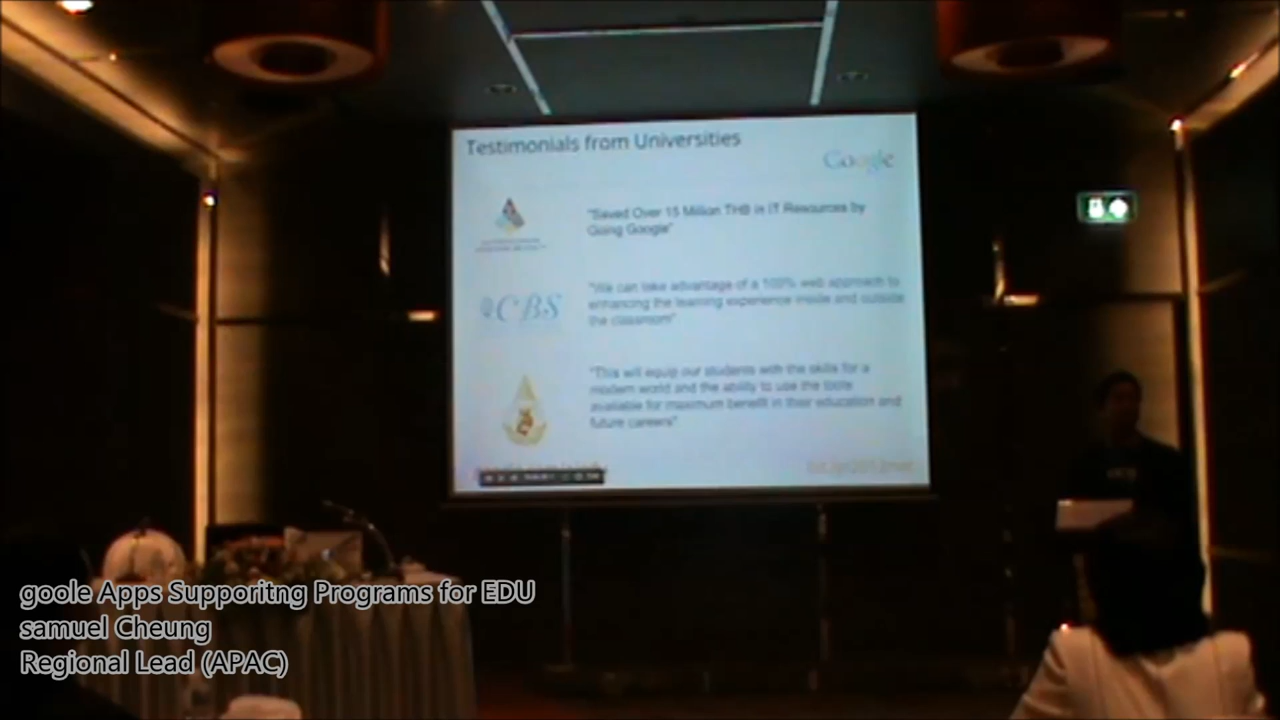 Testimonials from Universities
Google
"Saved Over 15 Million THB in IT Resources by
Going Google"
CBS
"We can take advantage of a 100% web approach to
enhancing the learning experience inside and outside
the classroom"
"This will equip our students with the skills for a
modern world and the ability to use the tools
available for maximum benefit in their education and
future careers"
goole Apps Supporitng Programs for EDU
samuel Cheung
Regional Lead (APAC)